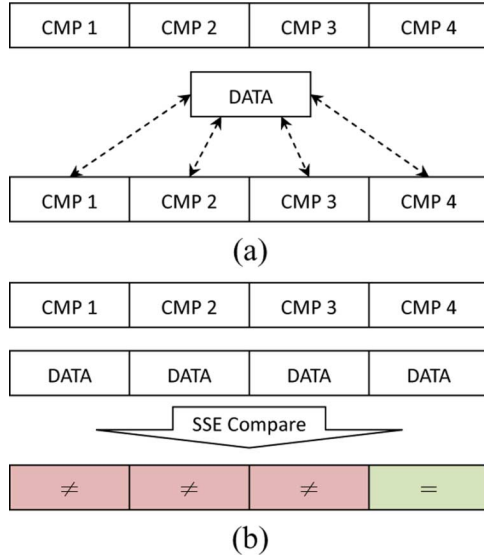 CMP 1 CMP 2 CMP 3 CMP 4
DATA
CMP 1 CMP 2 CMP 3 CMP 4
(a)
CMP 1 CMP 2 CMP 3 CMP 4
DATA DATA DATA DATA
SSE Compare
≠ ≠ ≠ =
(b)